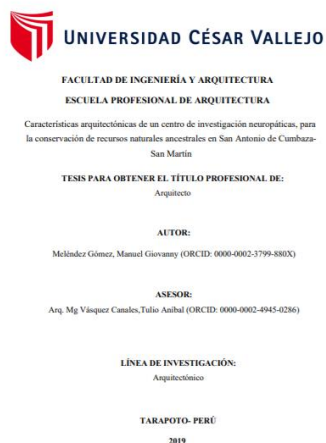 UNIVERSIDAD CÉSAR VALLEJO
FACULTAD DE INGENIERÍA Y ARQUITECTURA
ESCUELA PROFESIONAL DE ARQUITECTURA
Características arquitectónicas de un centro de investigación neuropáticas, para
la conservación de recursos naturales ancestrales en San Antonio de Cumbaza-
San Martín
TESIS PARA OBTENER EL TÍTULO PROFESIONAL DE:
Arquitecto
AUTOR:
Meléndez Gómez, Manuel Giovanny (ORCID: 0000-0002-3799-880X)
ASESOR:
Arq. Mg Vásquez Canales,Tulio Aníbal (ORCID: 0000-0002-4945-0286)
LÍNEA DE INVESTIGACIÓN:
Arquitectónico
TARAPOTO- PERÚ
2019